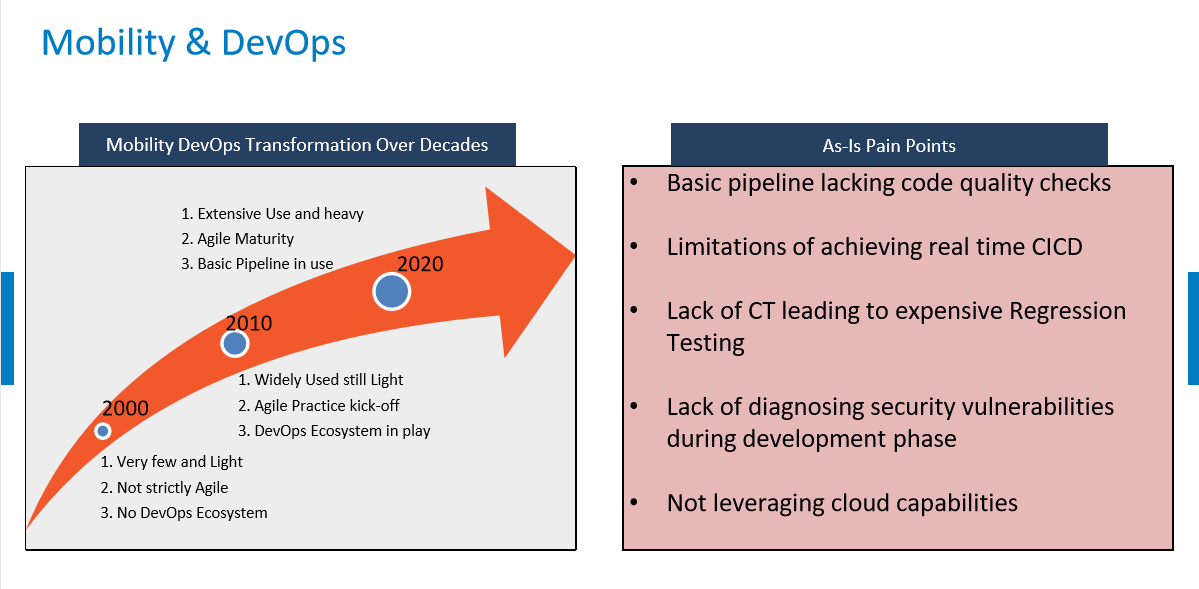 Mobility & DevOps
Mobility DevOps Transformation Over Decades
1. Extensive Use and heavy
2. Agile Maturity
3. Basic Pipeline in use
2020
2010
1. Widely Used still Light
2. Agile Practice kick-off
3. DevOps Ecosystem in play
2000
1. Very few and Light
2. Not strictly Agile
3. No DevOps Ecosystem
As-Is Pain Points
• Basic pipeline lacking code quality checks
• Limitations of achieving real time CICD
• Lack of CT leading to expensive Regression
Testing
• Lack of diagnosing security vulnerabilities
during development phase
• Not leveraging cloud capabilities